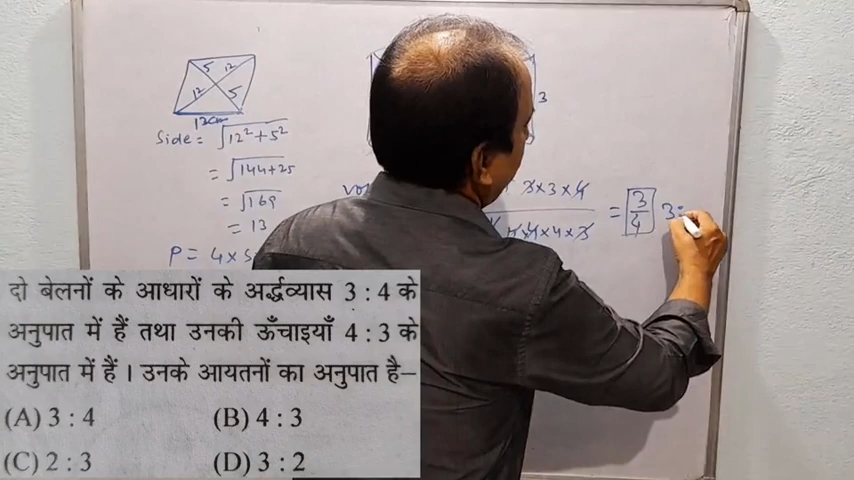 5 12
12 5
12cm
Side = √12² + 5²
= √144+25
= √169
= 13
P = 4 × S
3
3 × 3 × 4
4 × 4 × 3
= 3/4 3:
दो बेलनों के आधारों के अर्द्धव्यास 3 : 4 के
अनुपात में हैं तथा उनकी ऊँचाइयाँ 4 : 3 के
अनुपात में हैं । उनके आयतनों का अनुपात है–
(A) 3 : 4 (B) 4 : 3
(C) 2 : 3 (D) 3 : 2